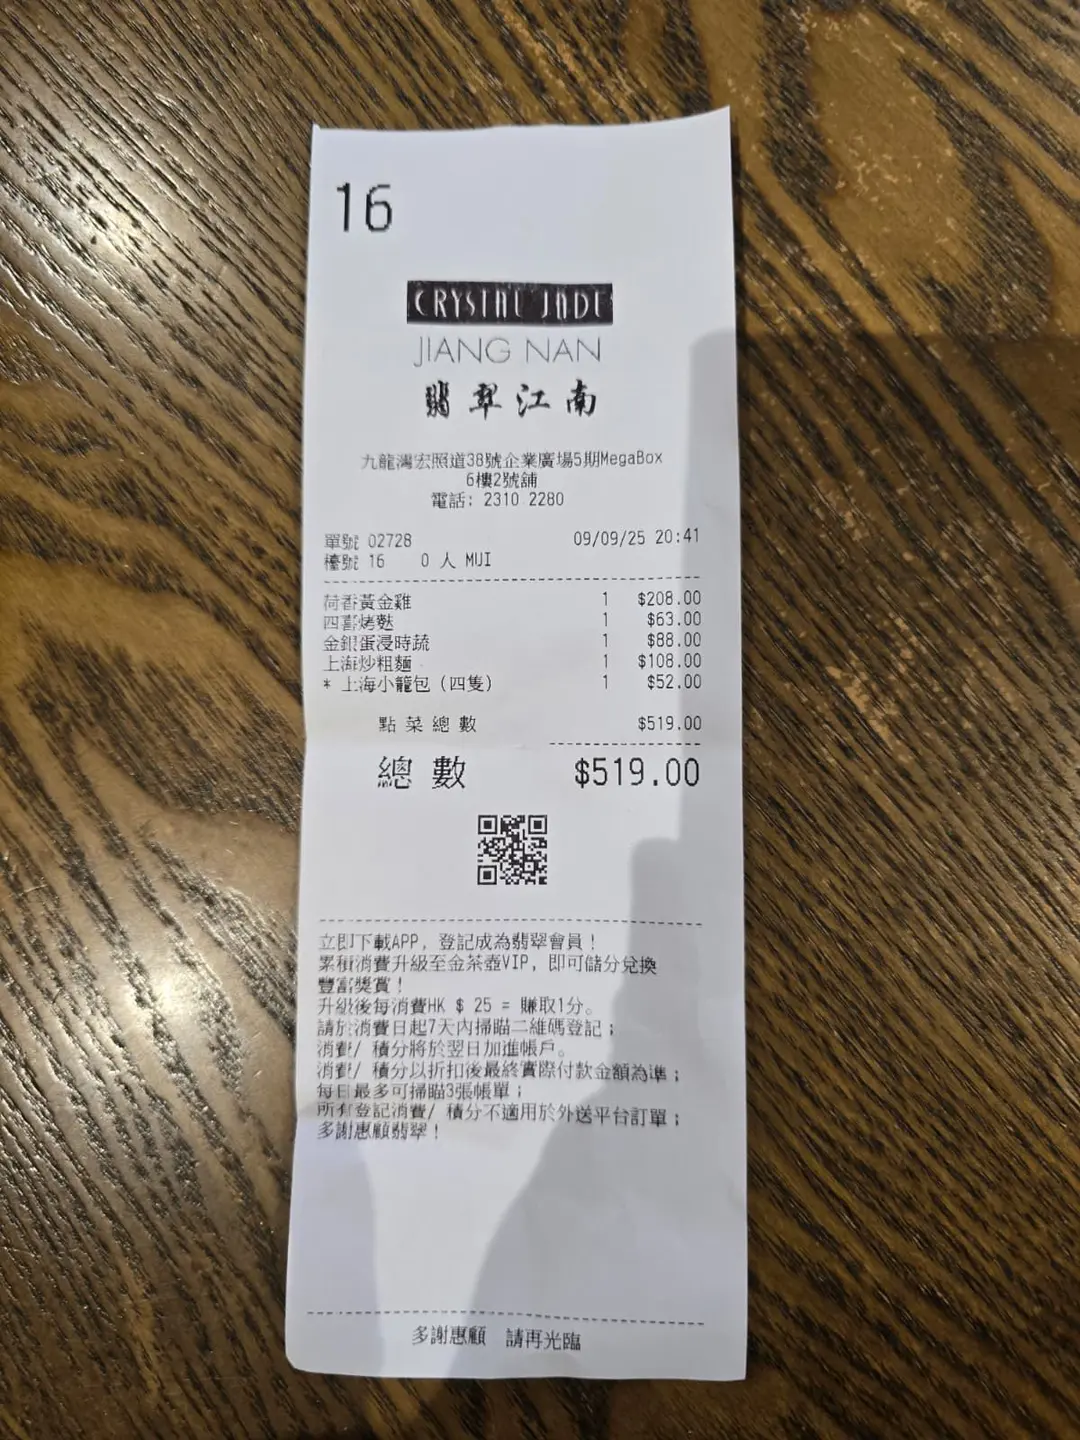 16
CRYSTAL JADE
JIANG NAN
翡翠江南
九龍灣宏照道38號企業廣場5期MegaBox
6樓2號舖
電話: 2310 2280
單號 02728 09/09/25 20:41
檯號 16 0 人 MUI
荷香黃金雞 1 $208.00
四喜烤麩 1 $63.00
金銀蛋浸時蔬 1 $88.00
上海炒粗麵 1 $108.00
* 上海小籠包 (四隻) 1 $52.00
點菜總數 $519.00
總數 $519.00
立即下載APP, 登記成為翡翠會員!
累積消費升級至金茶壺VIP, 即可儲分兌換
豐富獎賞!
升級後每消費HK $ 25 = 賺取1分。
請於消費日起7天內掃瞄二維碼登記;
消費/ 積分將於翌日加進帳戶。
消費/ 積分以折扣後最終實際付款金額為準;
每日最多可掃瞄3張帳單;
所有登記消費/ 積分不適用於外送平台訂單;
多謝惠顧翡翠!
多謝惠顧 請再光臨